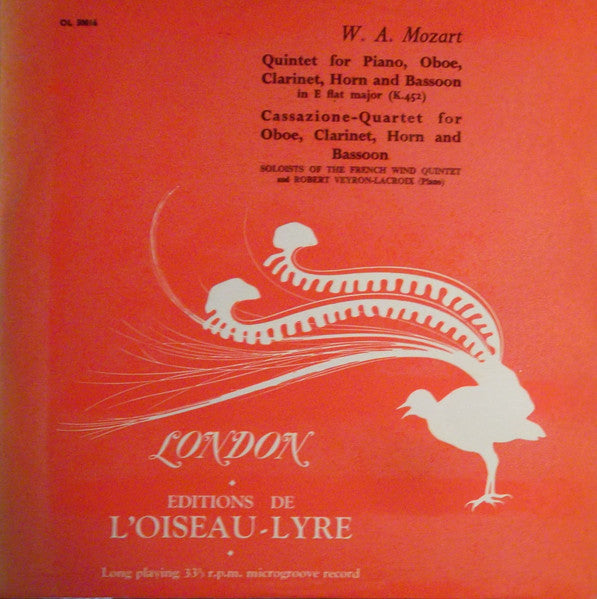 OL 50016
W. A. Mozart
Quintet for Piano, Oboe,
Clarinet, Horn and Bassoon
in E flat major (K.452)
Cassazione-Quartet for
Oboe, Clarinet, Horn and
Bassoon
SOLOISTS OF THE FRENCH WIND QUINTET
and ROBERT VEYRON-LACROIX (Piano)
LONDON
EDITIONS DE
L'OISEAU-LYRE
Long playing 33⅓ r.p.m. microgroove record